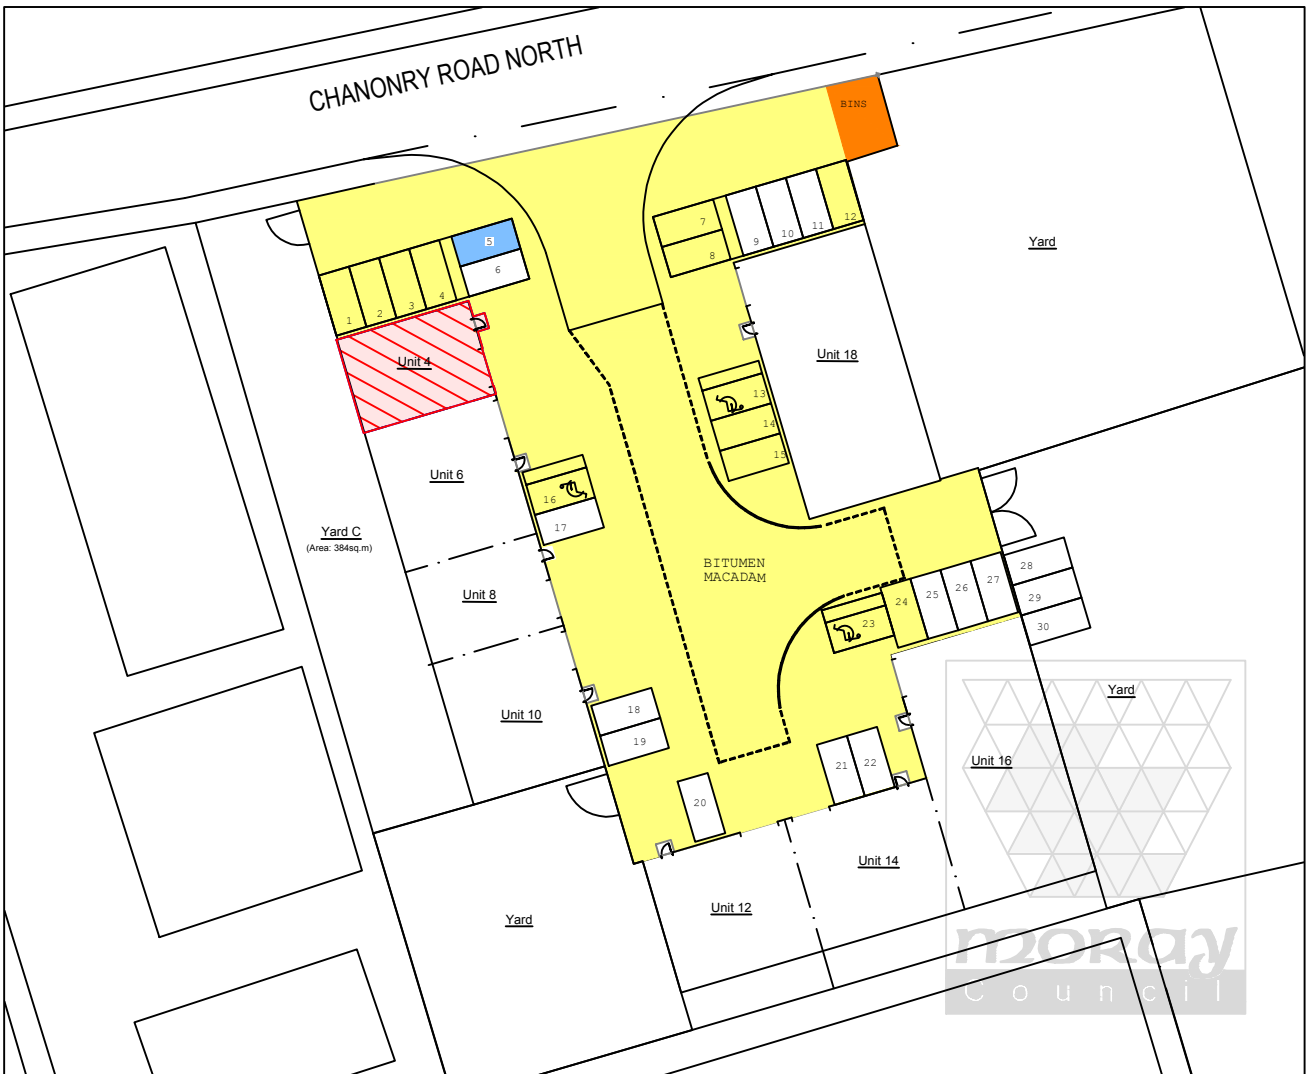 CHANONRY ROAD NORTH
BINS
1
2
3
4
5
6
7
8
9
10
11
12
Yard
Unit 4
Unit 18
13
14
15
Unit 6
16
17
Yard C
(Area: 384sq.m)
BITUMEN
MACADAM
Unit 8
23
24
25
26
27
28
29
30
Unit 10
18
19
20
21
22
Yard
Unit 16
Unit 14
Unit 12
Yard
moray
Council